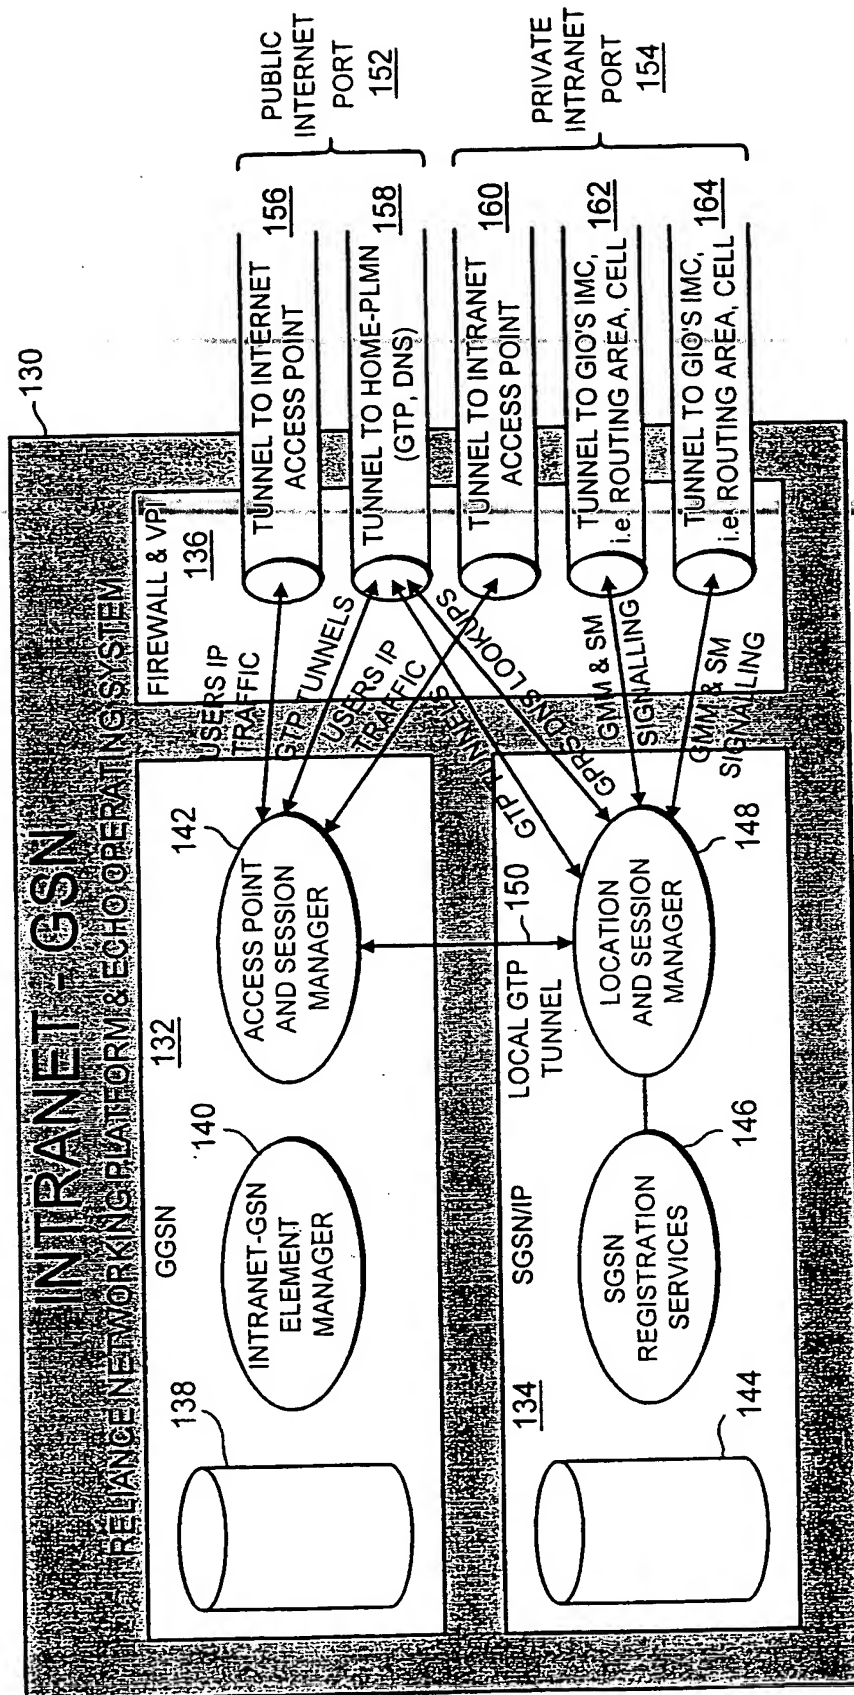 INTRANET - GSN
RELIANCE NETWORKING PLATFORM & ECHO OPERATING SYSTEM
130
GGSN
132
138
140
INTRANET-GSN
ELEMENT
MANAGER
142
ACCESS POINT
AND SESSION
MANAGER
SGSN/IP
134
144
146
SGSN
REGISTRATION
SERVICES
148
LOCATION
AND SESSION
MANAGER
LOCAL GTP
TUNNEL
150
FIREWALL & VP
136
USERS IP
TRAFFIC
GTP TUNNELS
USERS IP
TRAFFIC
GTP TUNNELS
GPRS DNS LOOKUPS
GMM & SM
SIGNALLING
GMM & SM
SIGNALLING
TUNNEL TO INTERNET
ACCESS POINT
156
TUNNEL TO HOME-PLMN
(GTP, DNS)
158
TUNNEL TO INTRANET
ACCESS POINT
160
TUNNEL TO GIO'S IMC,
i.e. ROUTING AREA, CELL
162
TUNNEL TO GIO'S IMC,
i.e. ROUTING AREA, CELL
164
PUBLIC
INTERNET
PORT
152
PRIVATE
INTRANET
PORT
154